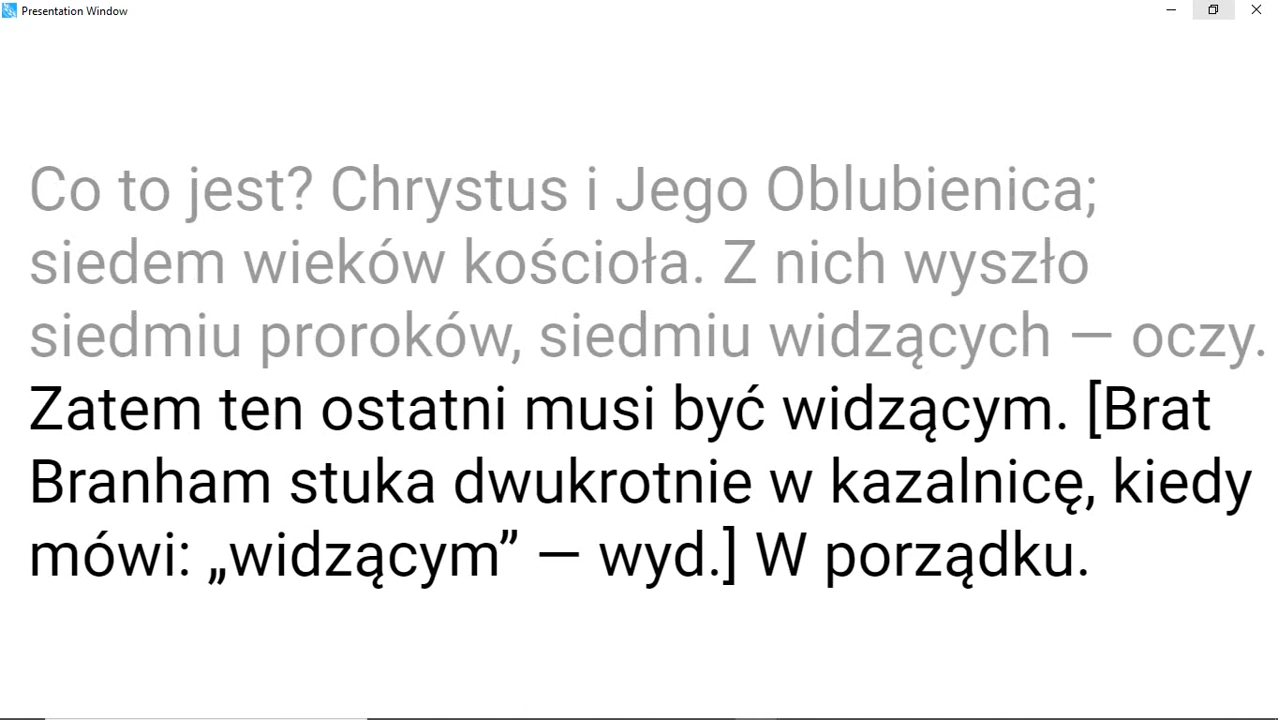 Presentation Window
Co to jest? Chrystus i Jego Oblubienica;
siedem wieków kościoła. Z nich wyszło
siedmiu proroków, siedmiu widzących — oczy.
Zatem ten ostatni musi być widzącym. [Brat
Branham stuka dwukrotnie w kazalnicę, kiedy
mówi: „widzącym” — wyd.] W porządku.